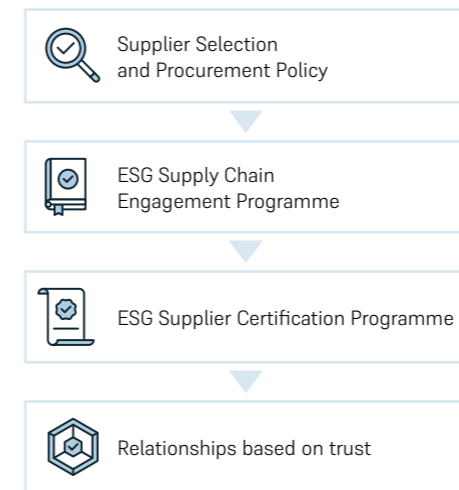 Supplier Selection
and Procurement Policy
ESG Supply Chain
Engagement Programme
ESG Supplier Certification Programme
Relationships based on trust